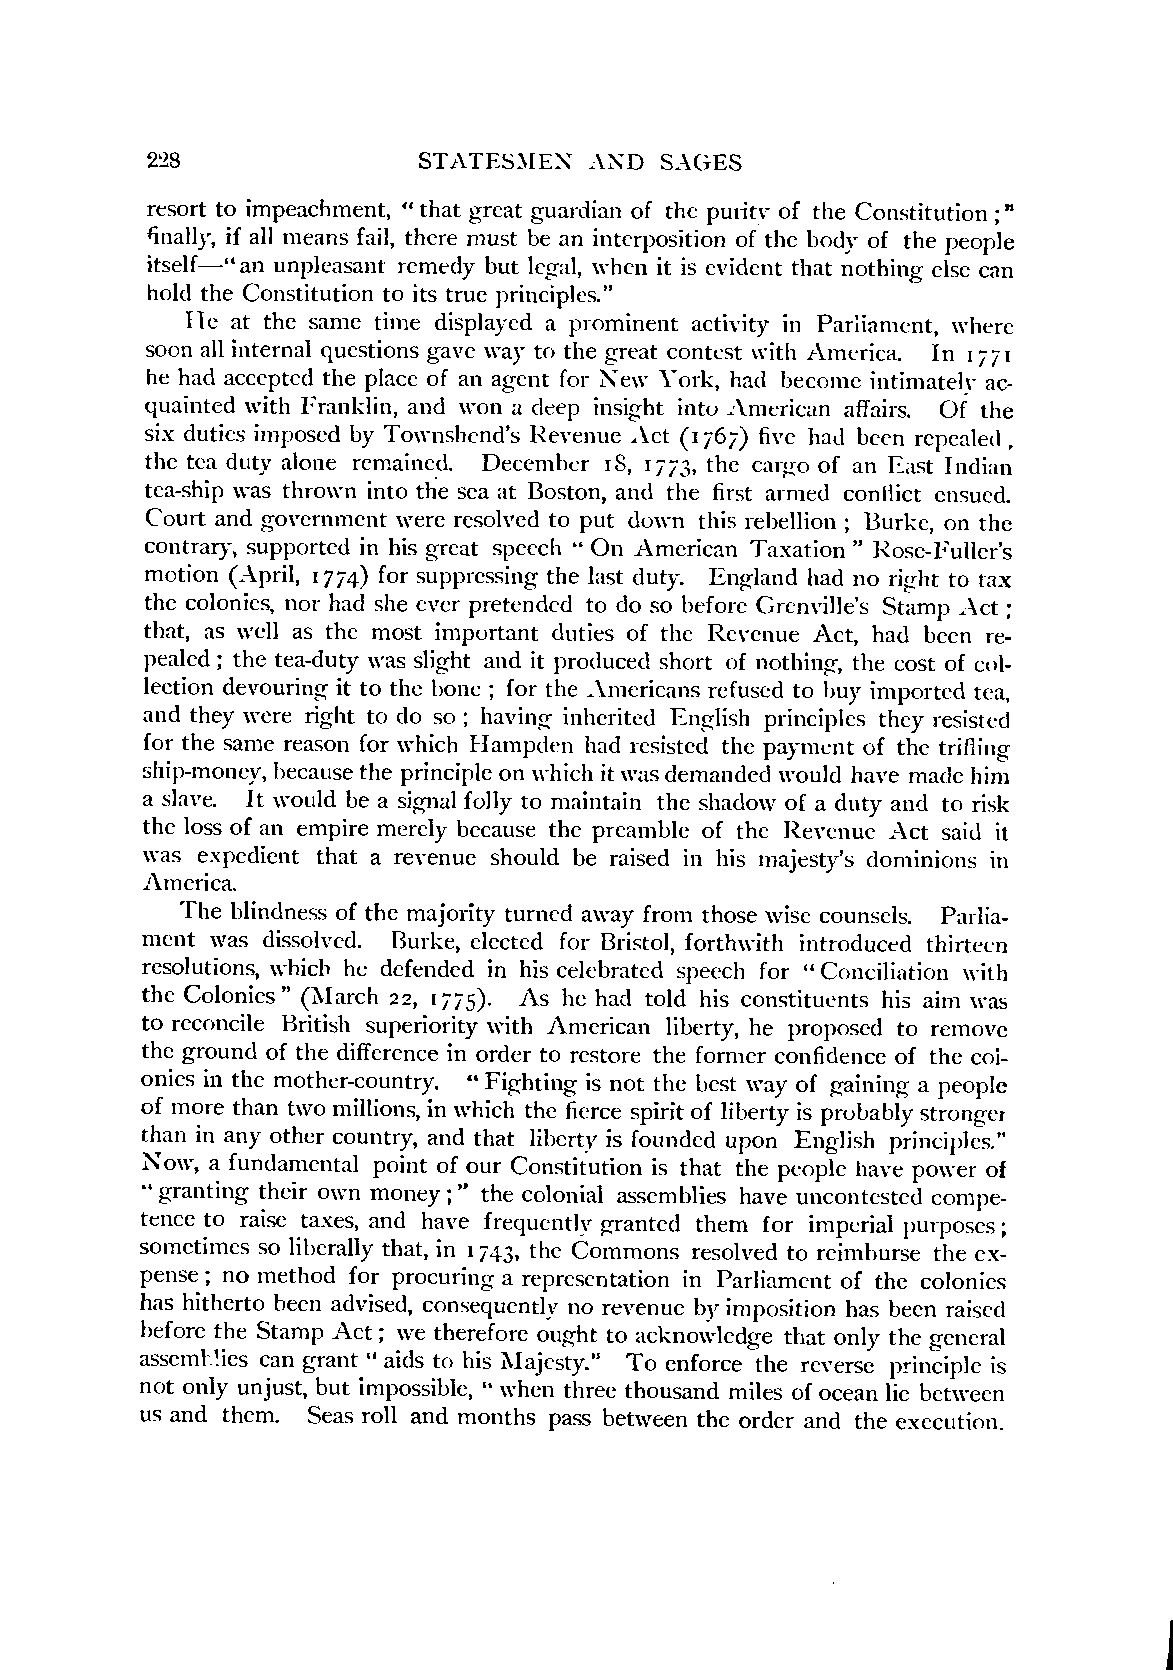 228 STATESMEN AND SAGES
resort to impeachment, "that great guardian of the purity of the Constitution;"
finally, if all means fail, there must be an interposition of the body of the people
itself—"an unpleasant remedy but legal, when it is evident that nothing else can
hold the Constitution to its true principles."
He at the same time displayed a prominent activity in Parliament, where
soon all internal questions gave way to the great contest with America. In 1771
he had accepted the place of an agent for New York, had become intimately ac-
quainted with Franklin, and won a deep insight into American affairs. Of the
six duties imposed by Townshend's Revenue Act (1767) five had been repealed,
the tea duty alone remained. December 18, 1773, the cargo of an East Indian
tea-ship was thrown into the sea at Boston, and the first armed conflict ensued.
Court and government were resolved to put down this rebellion; Burke, on the
contrary, supported in his great speech "On American Taxation" Rose-Fuller's
motion (April, 1774) for suppressing the last duty. England had no right to tax
the colonies, nor had she ever pretended to do so before Grenville's Stamp Act;
that, as well as the most important duties of the Revenue Act, had been re-
pealed; the tea-duty was slight and it produced short of nothing, the cost of col-
lection devouring it to the bone; for the Americans refused to buy imported tea,
and they were right to do so; having inherited English principles they resisted
for the same reason for which Hampden had resisted the payment of the trifling
ship-money, because the principle on which it was demanded would have made him
a slave. It would be a signal folly to maintain the shadow of a duty and to risk
the loss of an empire merely because the preamble of the Revenue Act said it
was expedient that a revenue should be raised in his majesty's dominions in
America.
The blindness of the majority turned away from those wise counsels. Parlia-
ment was dissolved. Burke, elected for Bristol, forthwith introduced thirteen
resolutions, which he defended in his celebrated speech for "Conciliation with
the Colonies" (March 22, 1775). As he had told his constituents his aim was
to reconcile British superiority with American liberty, he proposed to remove
the ground of the difference in order to restore the former confidence of the col-
onies in the mother-country. "Fighting is not the best way of gaining a people
of more than two millions, in which the fierce spirit of liberty is probably stronger
than in any other country, and that liberty is founded upon English principles."
Now, a fundamental point of our Constitution is that the people have power of
"granting their own money;" the colonial assemblies have uncontested compe-
tence to raise taxes, and have frequently granted them for imperial purposes;
sometimes so liberally that, in 1743, the Commons resolved to reimburse the ex-
pense; no method for procuring a representation in Parliament of the colonies
has hitherto been advised, consequently no revenue by imposition has been raised
before the Stamp Act; we therefore ought to acknowledge that only the general
assemblies can grant "aids to his Majesty." To enforce the reverse principle is
not only unjust, but impossible, "when three thousand miles of ocean lie between
us and them. Seas roll and months pass between the order and the execution.